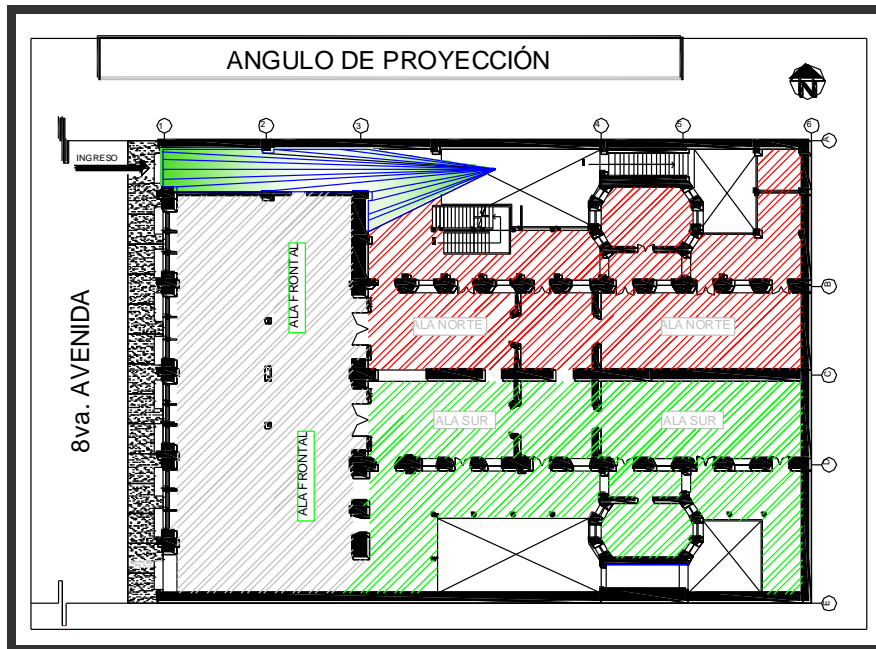 ANGULO DE PROYECCIÓN
N
1
2
3
4
5
6
INGRESO
A
B
C
D
E
8va. AVENIDA
ALA FRONTAL
ALA FRONTAL
ALA NORTE
ALA NORTE
ALA SUR
ALA SUR